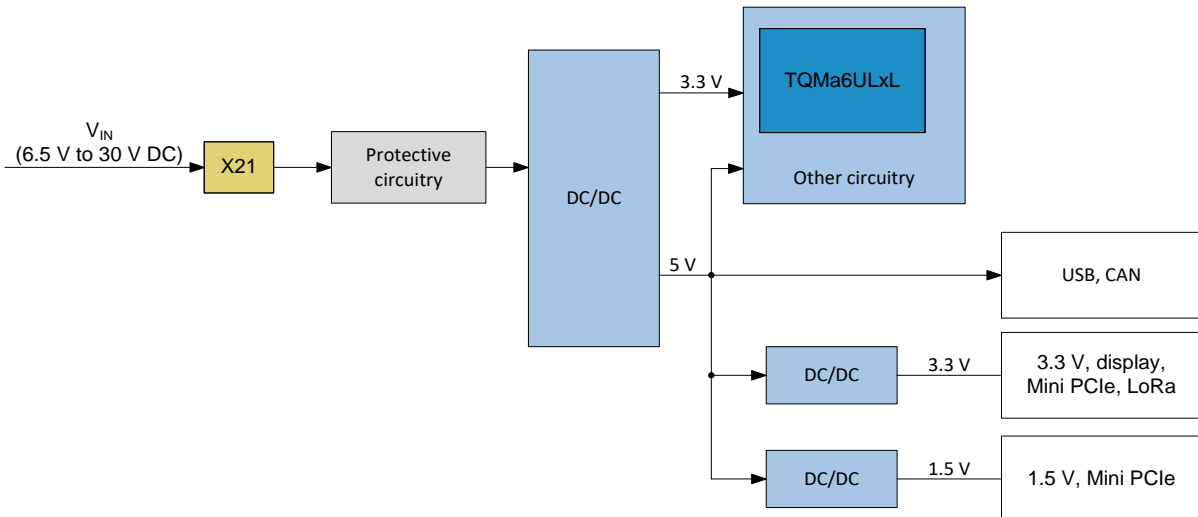 V_IN
(6.5 V to 30 V DC)
X21
Protective
circuitry
DC/DC
3.3 V
TQMa6ULxL
Other circuitry
5 V
USB, CAN
DC/DC
3.3 V
3.3 V, display,
Mini PCIe, LoRa
DC/DC
1.5 V
1.5 V, Mini PCIe